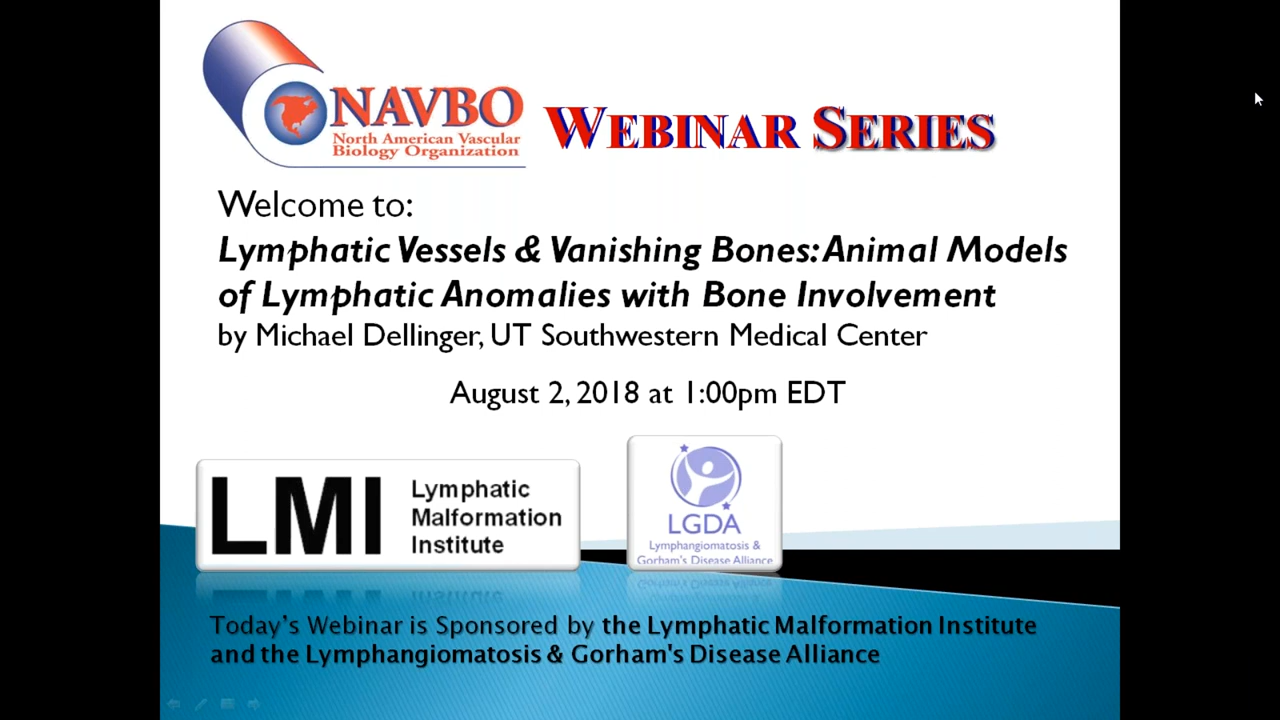 NAVBO
North American Vascular
Biology Organization
WEBINAR SERIES
Welcome to:
Lymphatic Vessels & Vanishing Bones: Animal Models
of Lymphatic Anomalies with Bone Involvement
by Michael Dellinger, UT Southwestern Medical Center
August 2, 2018 at 1:00pm EDT
LMI
Lymphatic
Malformation
Institute
LGDA
Lymphangiomatosis &
Gorham's Disease Alliance
Today's Webinar is Sponsored by the Lymphatic Malformation Institute
and the Lymphangiomatosis & Gorham's Disease Alliance